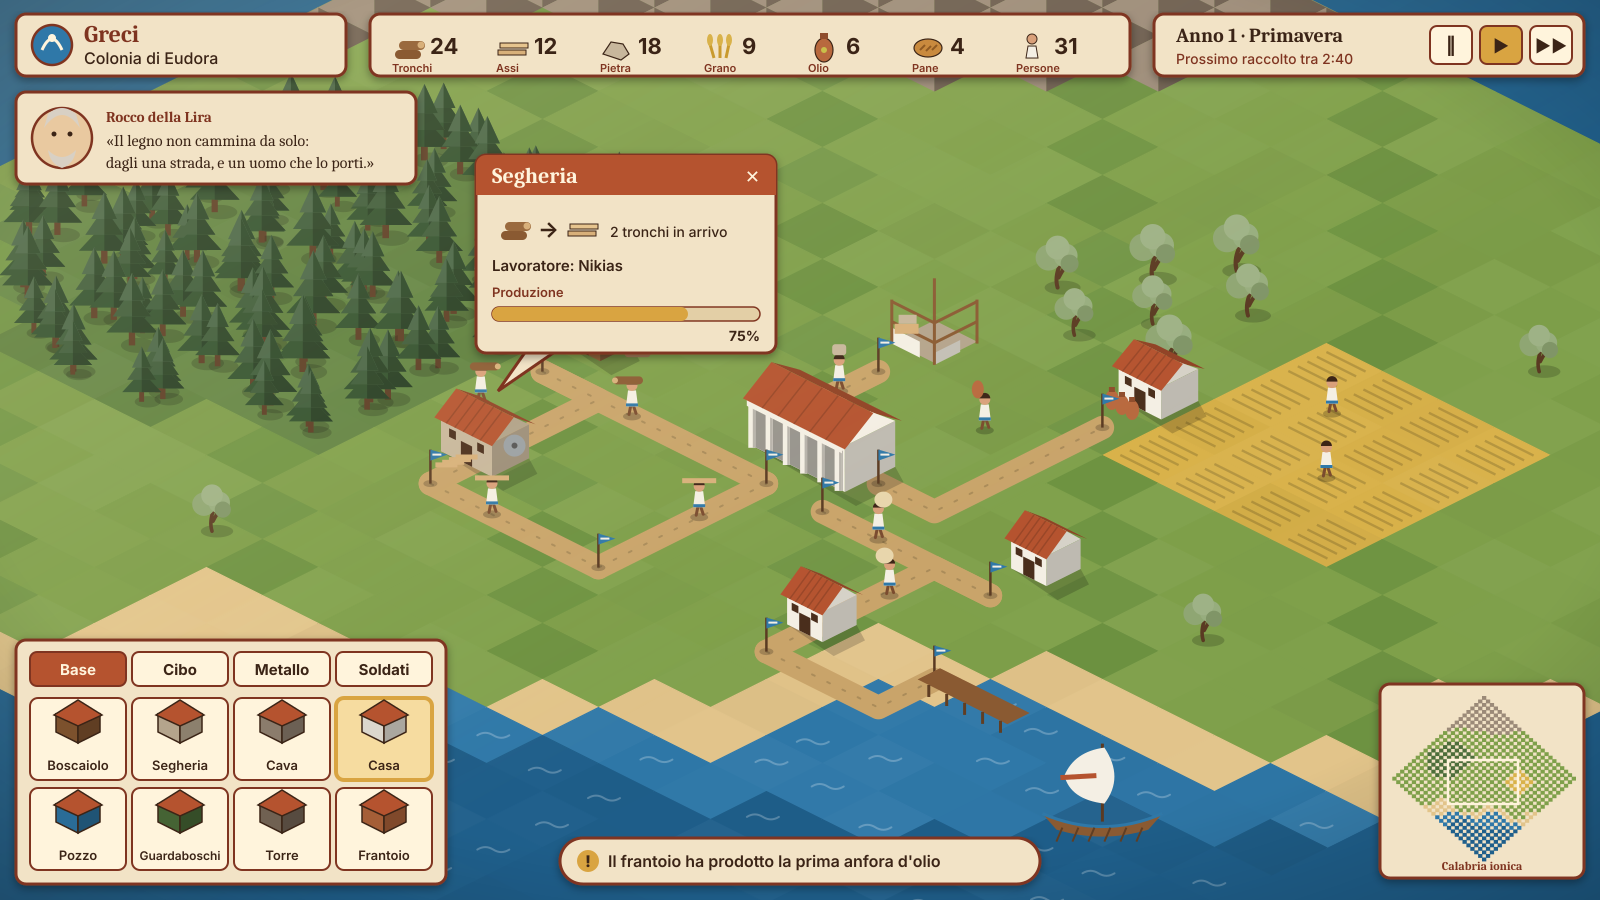 Greci
Colonia di Eudora
24
12
18
9
6
4
31
Tronchi
Assi
Pietra
Grano
Olio
Pane
Persone
Anno 1 · Primavera
Prossimo raccolto tra 2:40
Rocco della Lira
«Il legno non cammina da solo:
dagli una strada, e un uomo che lo porti.»
Segheria
2 tronchi in arrivo
Lavoratore: Nikias
Produzione
75%
Base
Cibo
Metallo
Soldati
Boscaiolo
Segheria
Cava
Casa
Pozzo
Guardaboschi
Torre
Frantoio
! Il frantoio ha prodotto la prima anfora d'olio
Calabria ionica